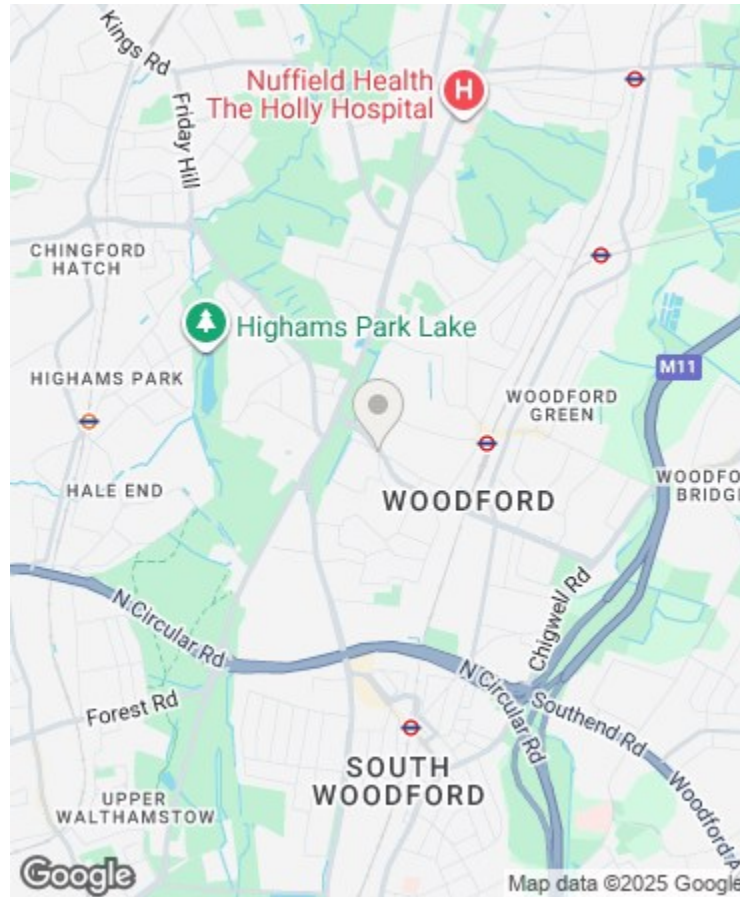 Kings Rd
Friday Hill
Nuffield Health
The Holly Hospital
H
CHINGFORD
HATCH
Highams Park Lake
M11
HIGHAMS PARK
WOODFORD
GREEN
HALE END
WOODFORD
WOODFO
BRIDG
N Circular Rd
Chigwell Rd
N Circular Rd
Forest Rd
Southend Rd
SOUTH
WOODFORD
Woodford A
UPPER
WALTHAMSTOW
Google
Map data ©2025 Google